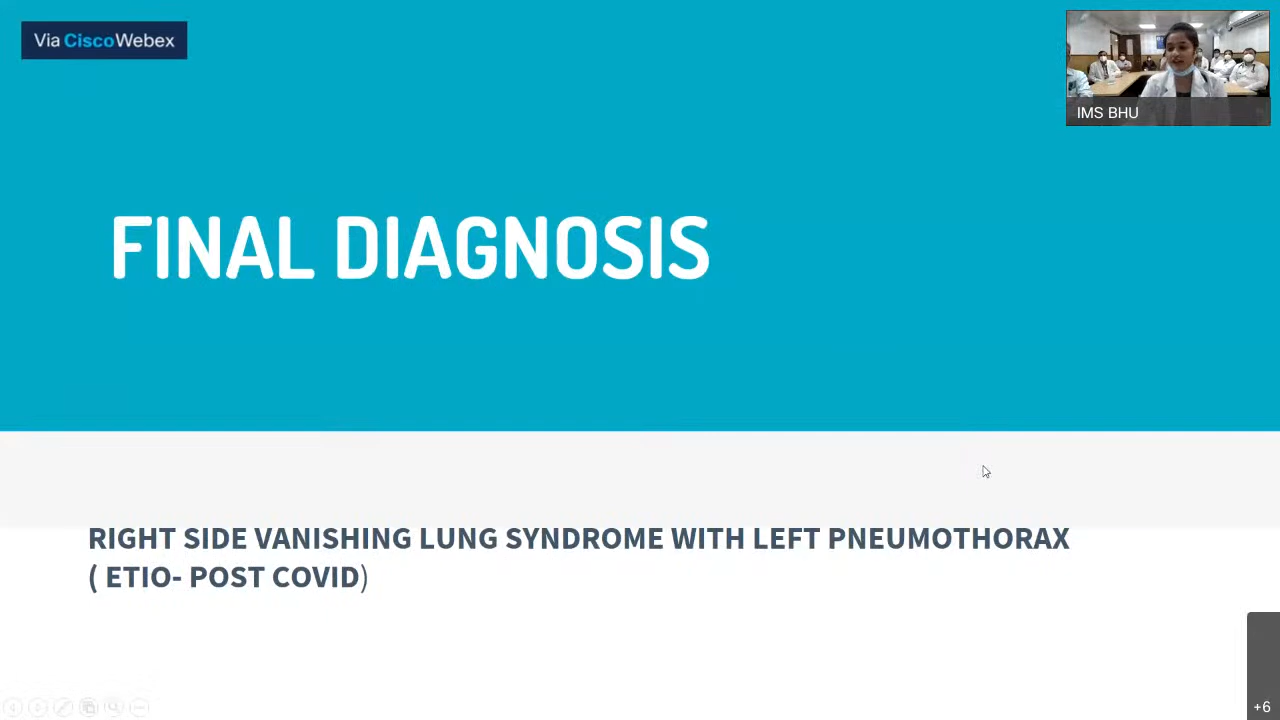 Via CiscoWebex
IMS BHU
FINAL DIAGNOSIS
RIGHT SIDE VANISHING LUNG SYNDROME WITH LEFT PNEUMOTHORAX
( ETIO- POST COVID)
+6